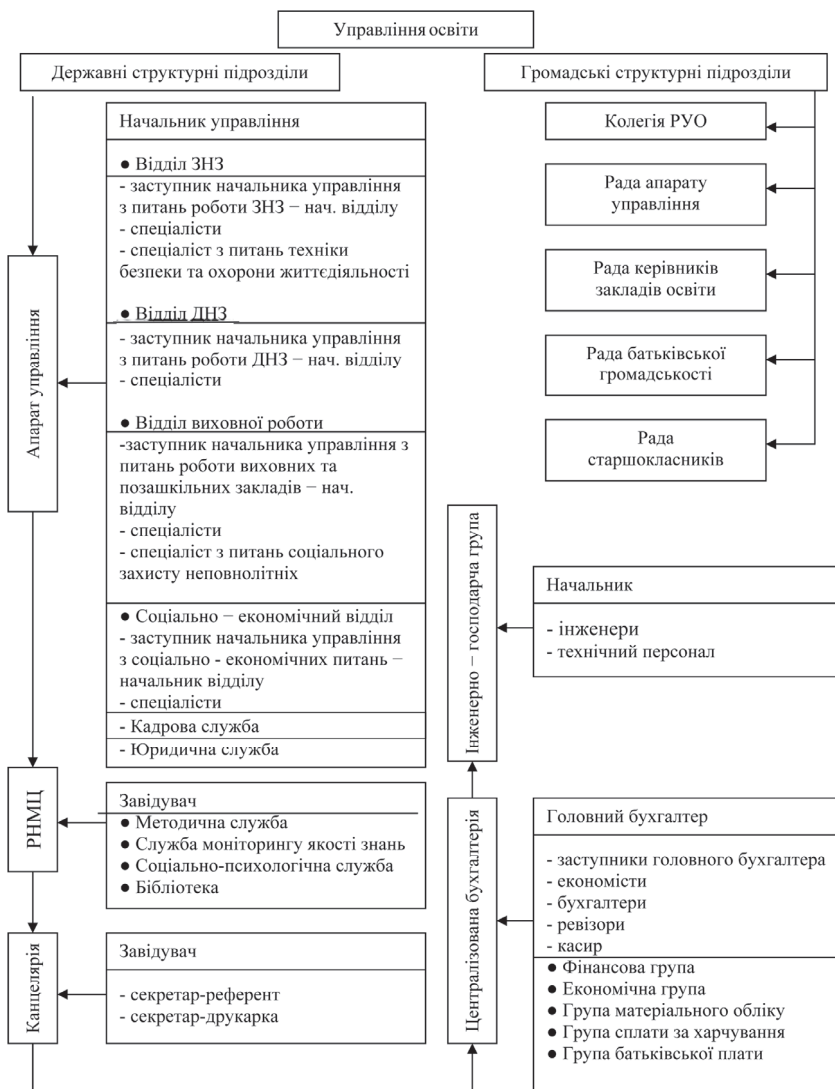 Управління освіти
Державні структурні підрозділи
Громадські структурні підрозділи
Апарат управління
Начальник управління
● Відділ ЗНЗ
- заступник начальника управління
з питань роботи ЗНЗ – нач. відділу
- спеціалісти
- спеціаліст з питань техніки
безпеки та охорони життєдіяльності
● Відділ ДНЗ
- заступник начальника управління
з питань роботи ДНЗ – нач. відділу
- спеціалісти
● Відділ виховної роботи
-заступник начальника управління з
питань роботи виховних та
позашкільних закладів – нач.
відділу
- спеціалісти
- спеціаліст з питань соціального
захисту неповнолітніх
● Соціально – економічний відділ
- заступник начальника управління
з соціально - економічних питань –
начальник відділу
- спеціалісти
- Кадрова служба
- Юридична служба
РНМЦ
Завідувач
● Методична служба
● Служба моніторингу якості знань
● Соціально-психологічна служба
● Бібліотека
Канцелярія
Завідувач
- секретар-референт
- секретар-друкарка
Колегія РУО
Рада апарату
управління
Рада керівників
закладів освіти
Рада батьківської
громадськості
Рада
старшокласників
Інженерно – господарча група
Начальник
- інженери
- технічний персонал
Централізована бухгалтерія
Головний бухгалтер
- заступники головного бухгалтера
- економісти
- бухгалтери
- ревізори
- касир
● Фінансова група
● Економічна група
● Група матеріального обліку
● Група сплати за харчування
● Група батьківської плати